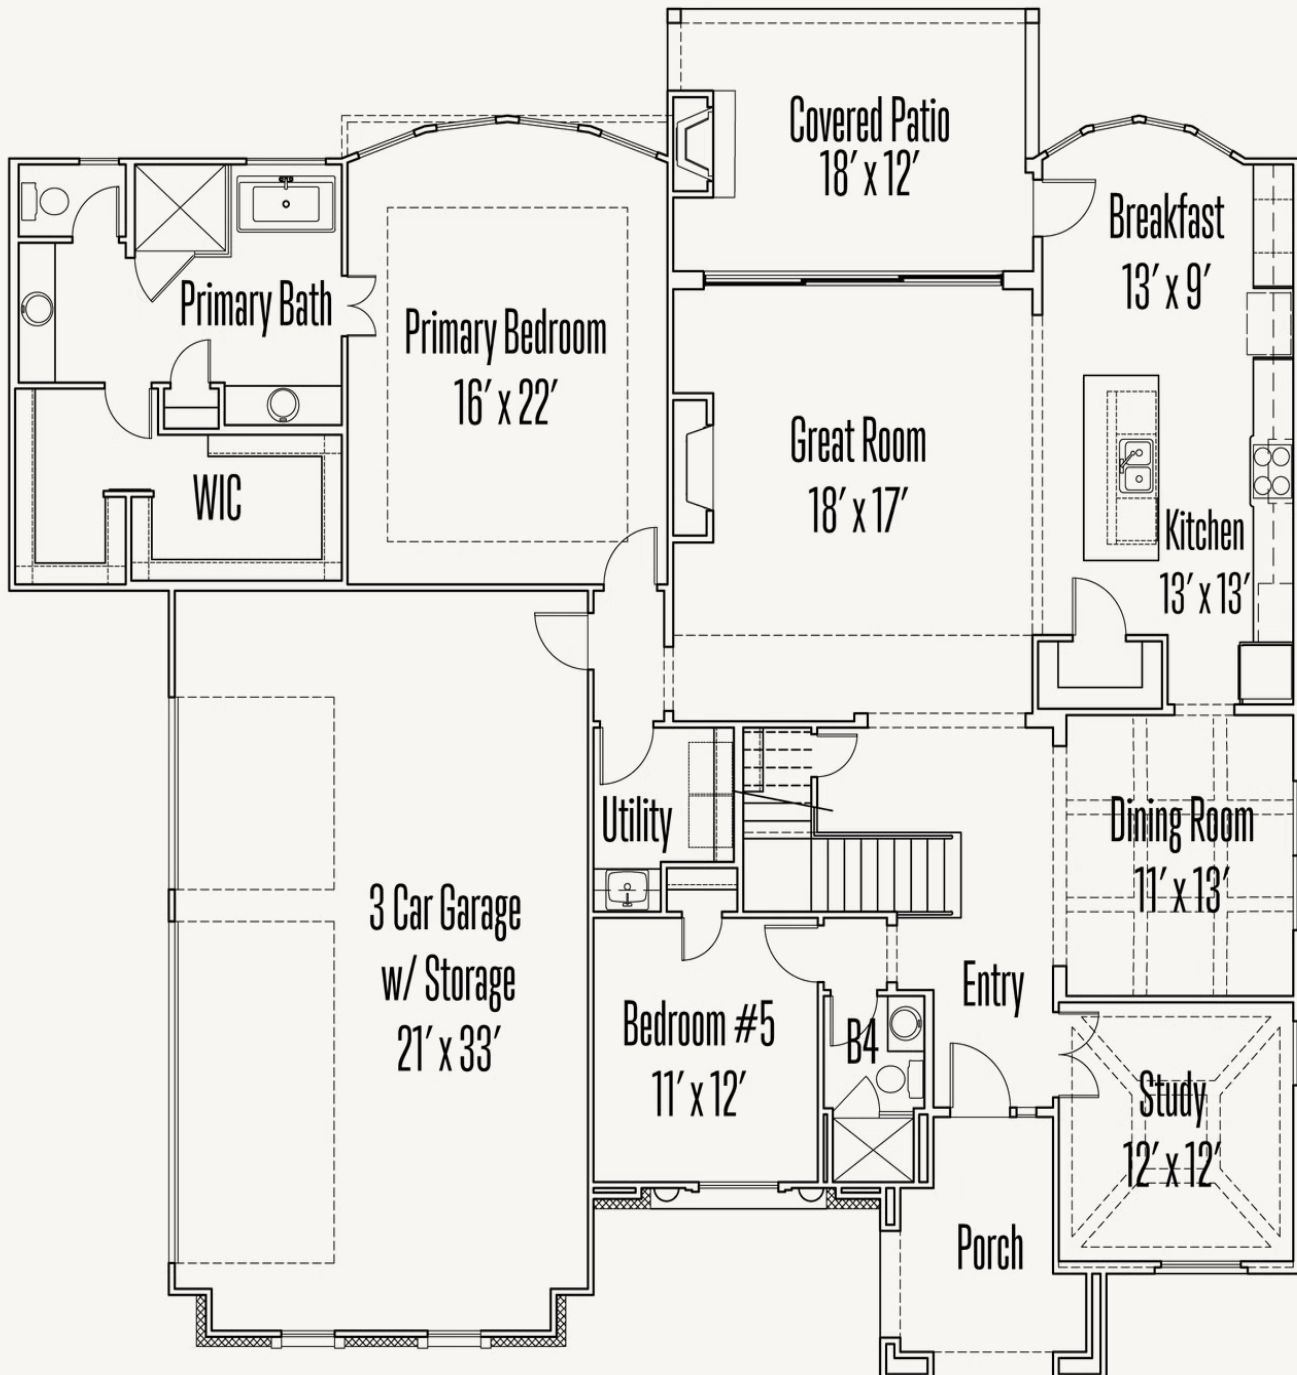 Covered Patio
18' x 12'
Breakfast
13' x 9'
Primary Bath
Primary Bedroom
16' x 22'
Great Room
18' x 17'
WIC
Kitchen
13' x 13'
Utility
Dining Room
11' x 13'
3 Car Garage
w/ Storage
21' x 33'
Entry
Bedroom #5
11' x 12'
B4
Study
12' x 12'
Porch